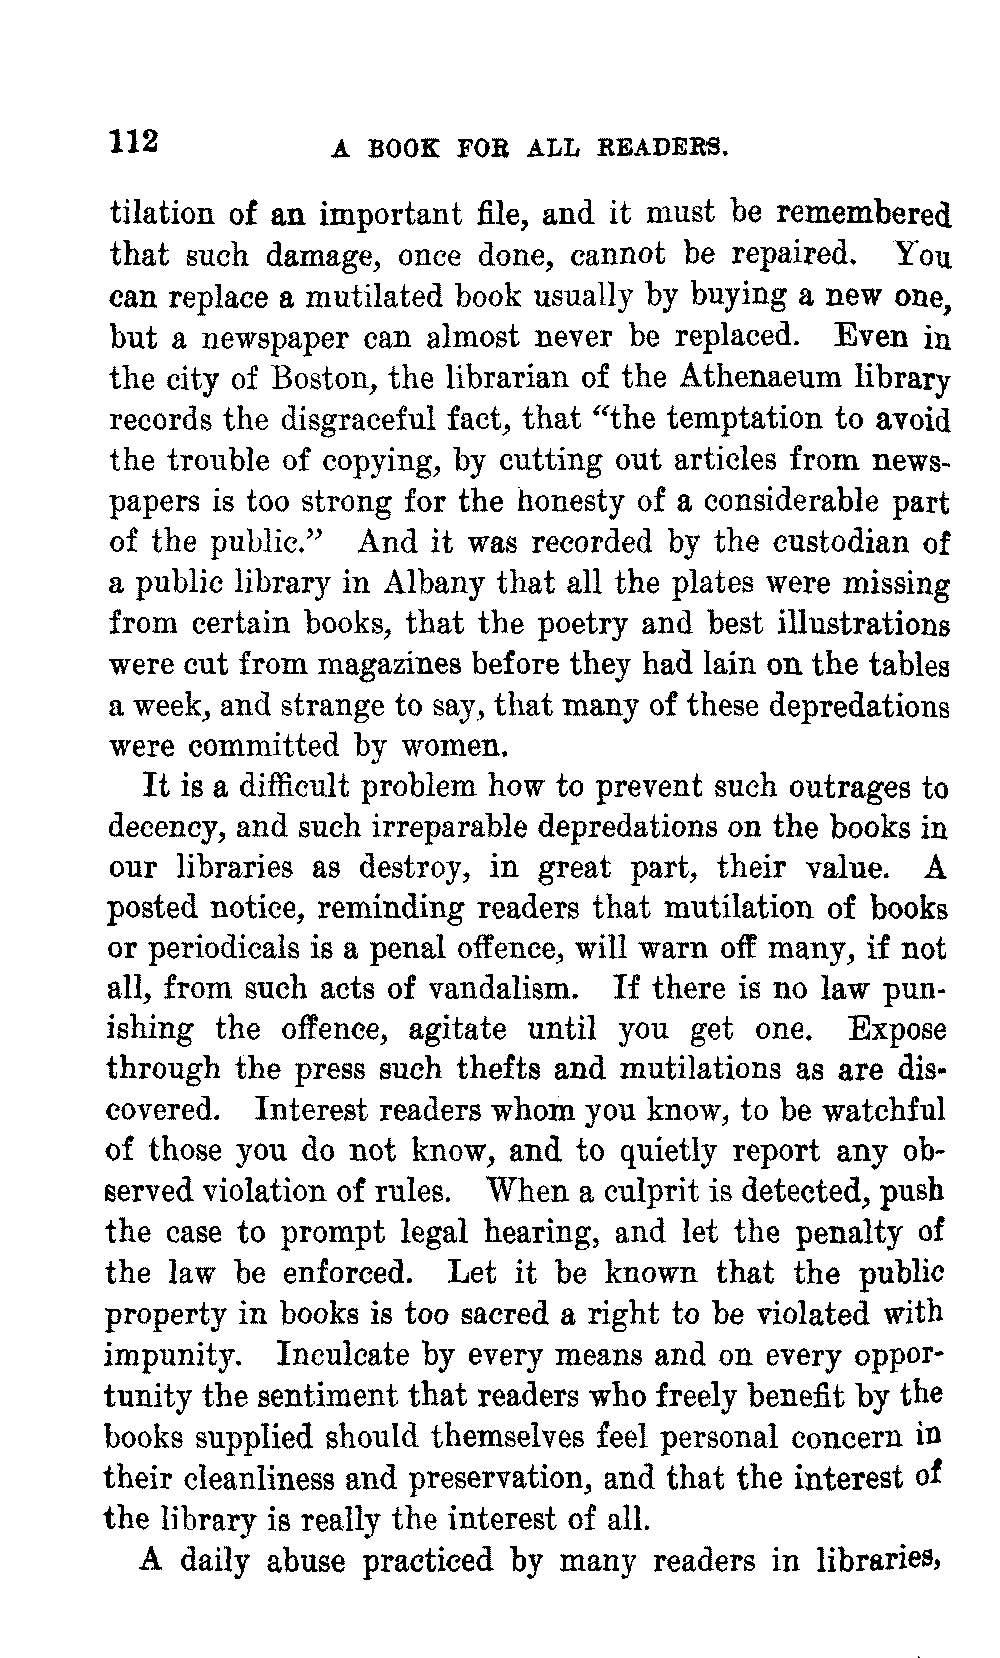 112
A BOOK FOR ALL READERS.
tilation of an important file, and it must be remembered
that such damage, once done, cannot be repaired. You
can replace a mutilated book usually by buying a new one,
but a newspaper can almost never be replaced. Even in
the city of Boston, the librarian of the Athenaeum library
records the disgraceful fact, that “the temptation to avoid
the trouble of copying, by cutting out articles from news-
papers is too strong for the honesty of a considerable part
of the public.” And it was recorded by the custodian of
a public library in Albany that all the plates were missing
from certain books, that the poetry and best illustrations
were cut from magazines before they had lain on the tables
a week, and strange to say, that many of these depredations
were committed by women.
It is a difficult problem how to prevent such outrages to
decency, and such irreparable depredations on the books in
our libraries as destroy, in great part, their value. A
posted notice, reminding readers that mutilation of books
or periodicals is a penal offence, will warn off many, if not
all, from such acts of vandalism. If there is no law pun-
ishing the offence, agitate until you get one. Expose
through the press such thefts and mutilations as are dis-
covered. Interest readers whom you know, to be watchful
of those you do not know, and to quietly report any ob-
served violation of rules. When a culprit is detected, push
the case to prompt legal hearing, and let the penalty of
the law be enforced. Let it be known that the public
property in books is too sacred a right to be violated with
impunity. Inculcate by every means and on every oppor-
tunity the sentiment that readers who freely benefit by the
books supplied should themselves feel personal concern in
their cleanliness and preservation, and that the interest of
the library is really the interest of all.
A daily abuse practiced by many readers in libraries,